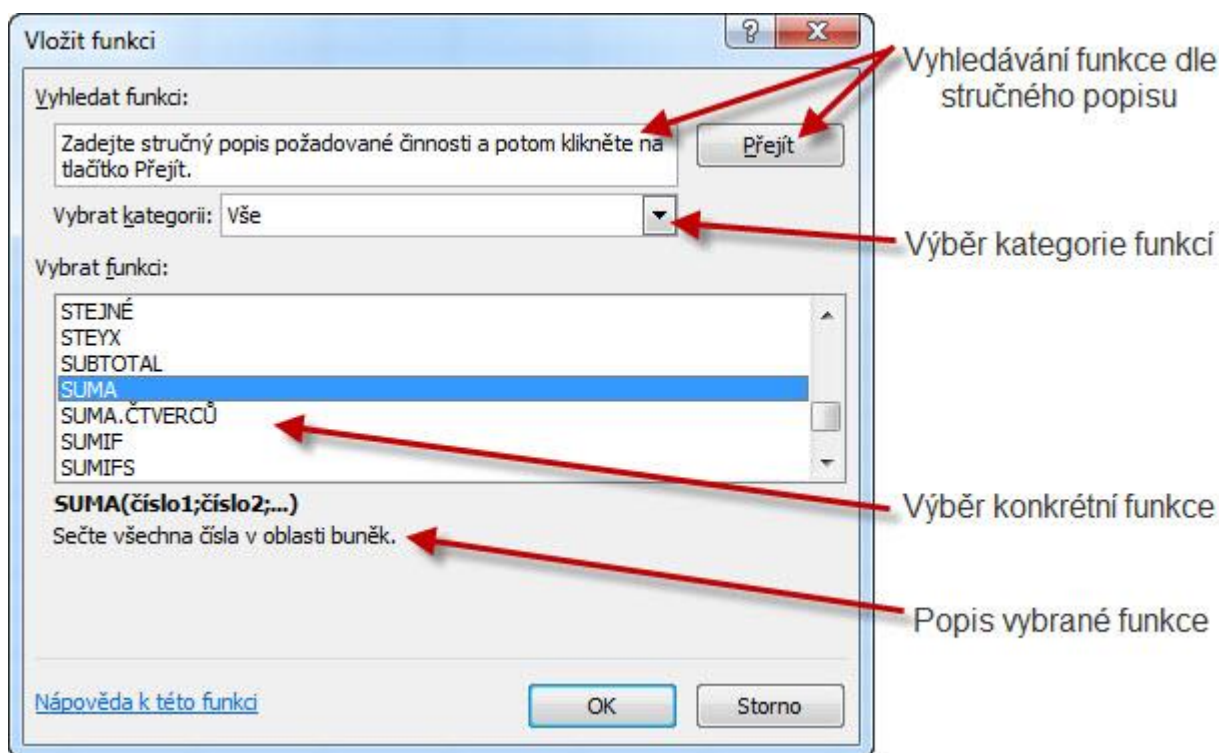 Vložit funkci
Vyhledat funkci:
Zadejte stručný popis požadované činnosti a potom klikněte na
tlačítko Přejít.
Přejít
Vybrat kategorii: Vše
Vybrat funkci:
STEJNÉ
STEYX
SUBTOTAL
SUMA
SUMA.ČTVERCŮ
SUMIF
SUMIFS
SUMA(číslo1;číslo2;...)
Sečte všechna čísla v oblasti buněk.
Nápověda k této funkci
OK
Storno
Vyhledávání funkce dle
stručného popisu
Výběr kategorie funkcí
Výběr konkrétní funkce
Popis vybrané funkce